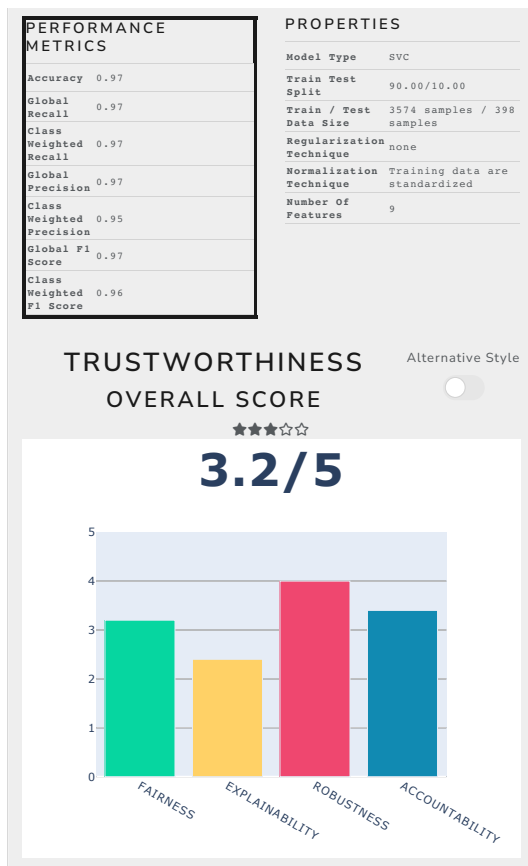 PERFORMANCE
METRICS
Accuracy 0.97
Global
Recall 0.97
Class
Weighted 0.97
Recall
Global
Precision 0.97
Class
Weighted 0.95
Precision
Global F1
Score 0.97
Class
Weighted 0.96
F1 Score
PROPERTIES
Model Type SVC
Train Test
Split 90.00/10.00
Train / Test 3574 samples / 398
Data Size samples
Regularization
Technique none
Normalization Training data are
Technique standardized
Number Of
Features 9
TRUSTWORTHINESS
OVERALL SCORE
Alternative Style
3.2/5
5
4
3
2
1
0
FAIRNESS
EXPLAINABILITY
ROBUSTNESS
ACCOUNTABILITY